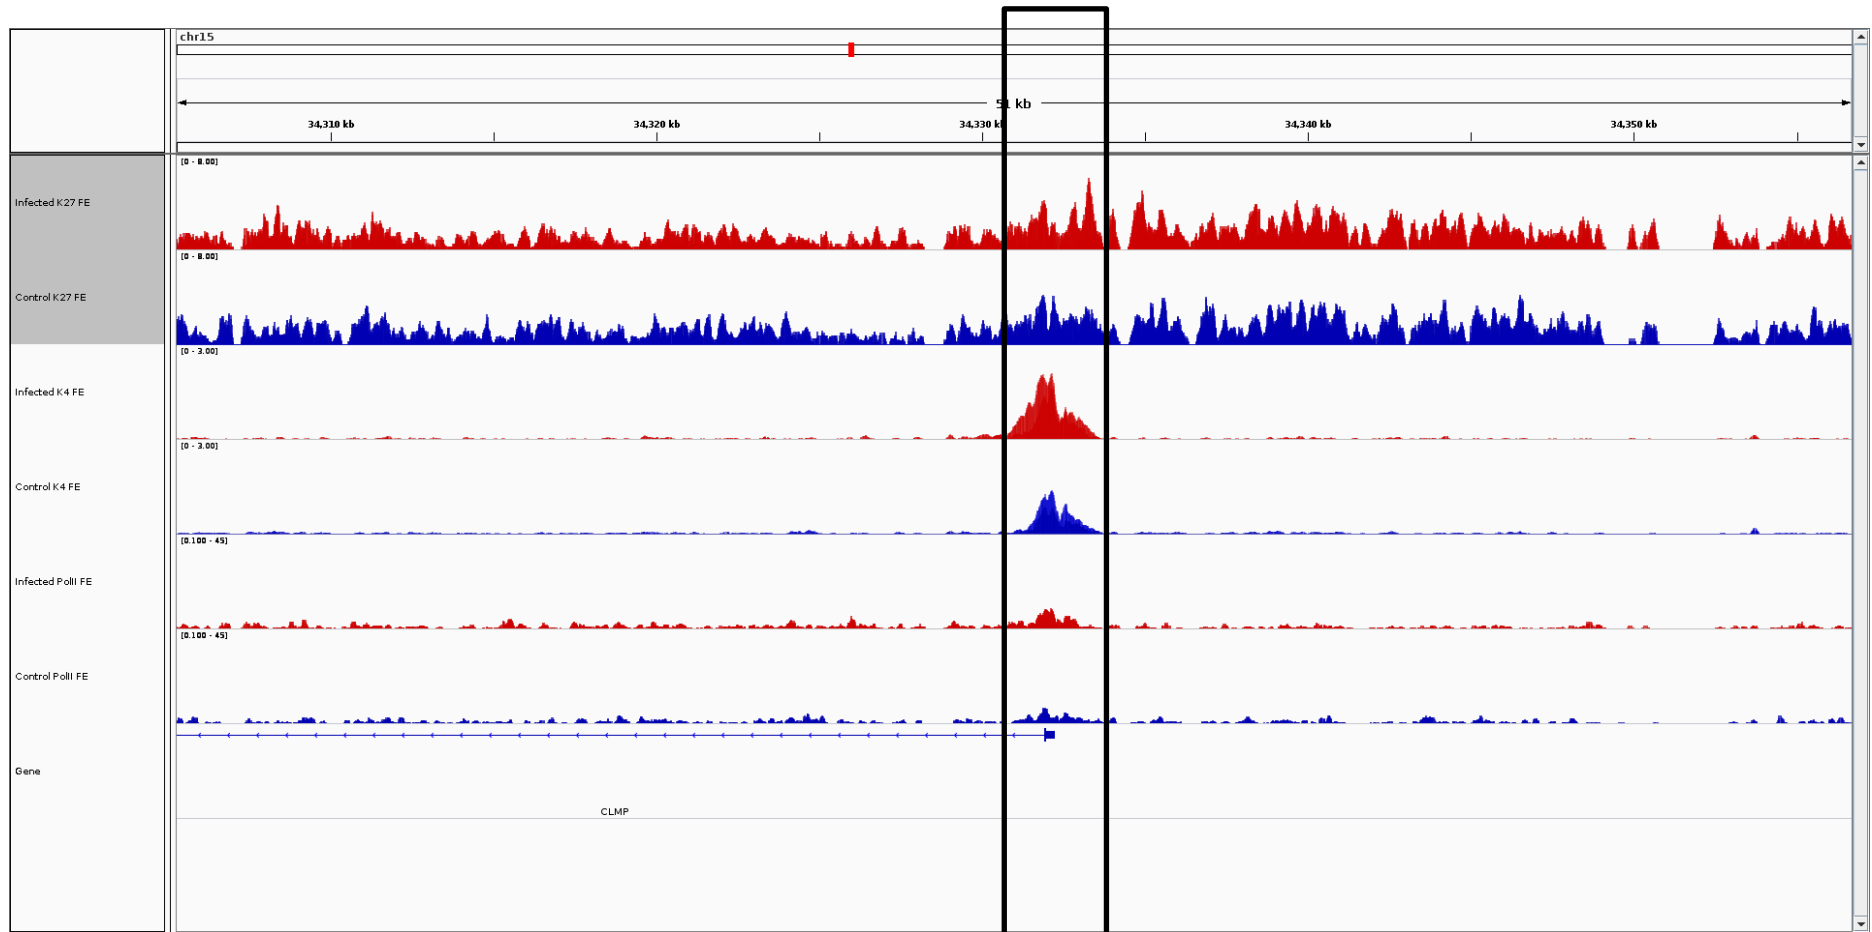 chr15
51 kb
34,310 kb
34,320 kb
34,330 kb
34,340 kb
34,350 kb
[0 - 8.00]
Infected K27 FE
[0 - 8.00]
Control K27 FE
[0 - 3.00]
Infected K4 FE
[0 - 3.00]
Control K4 FE
[0.100 - 45]
Infected PolII FE
[0.100 - 45]
Control PolII FE
Gene
CLMP